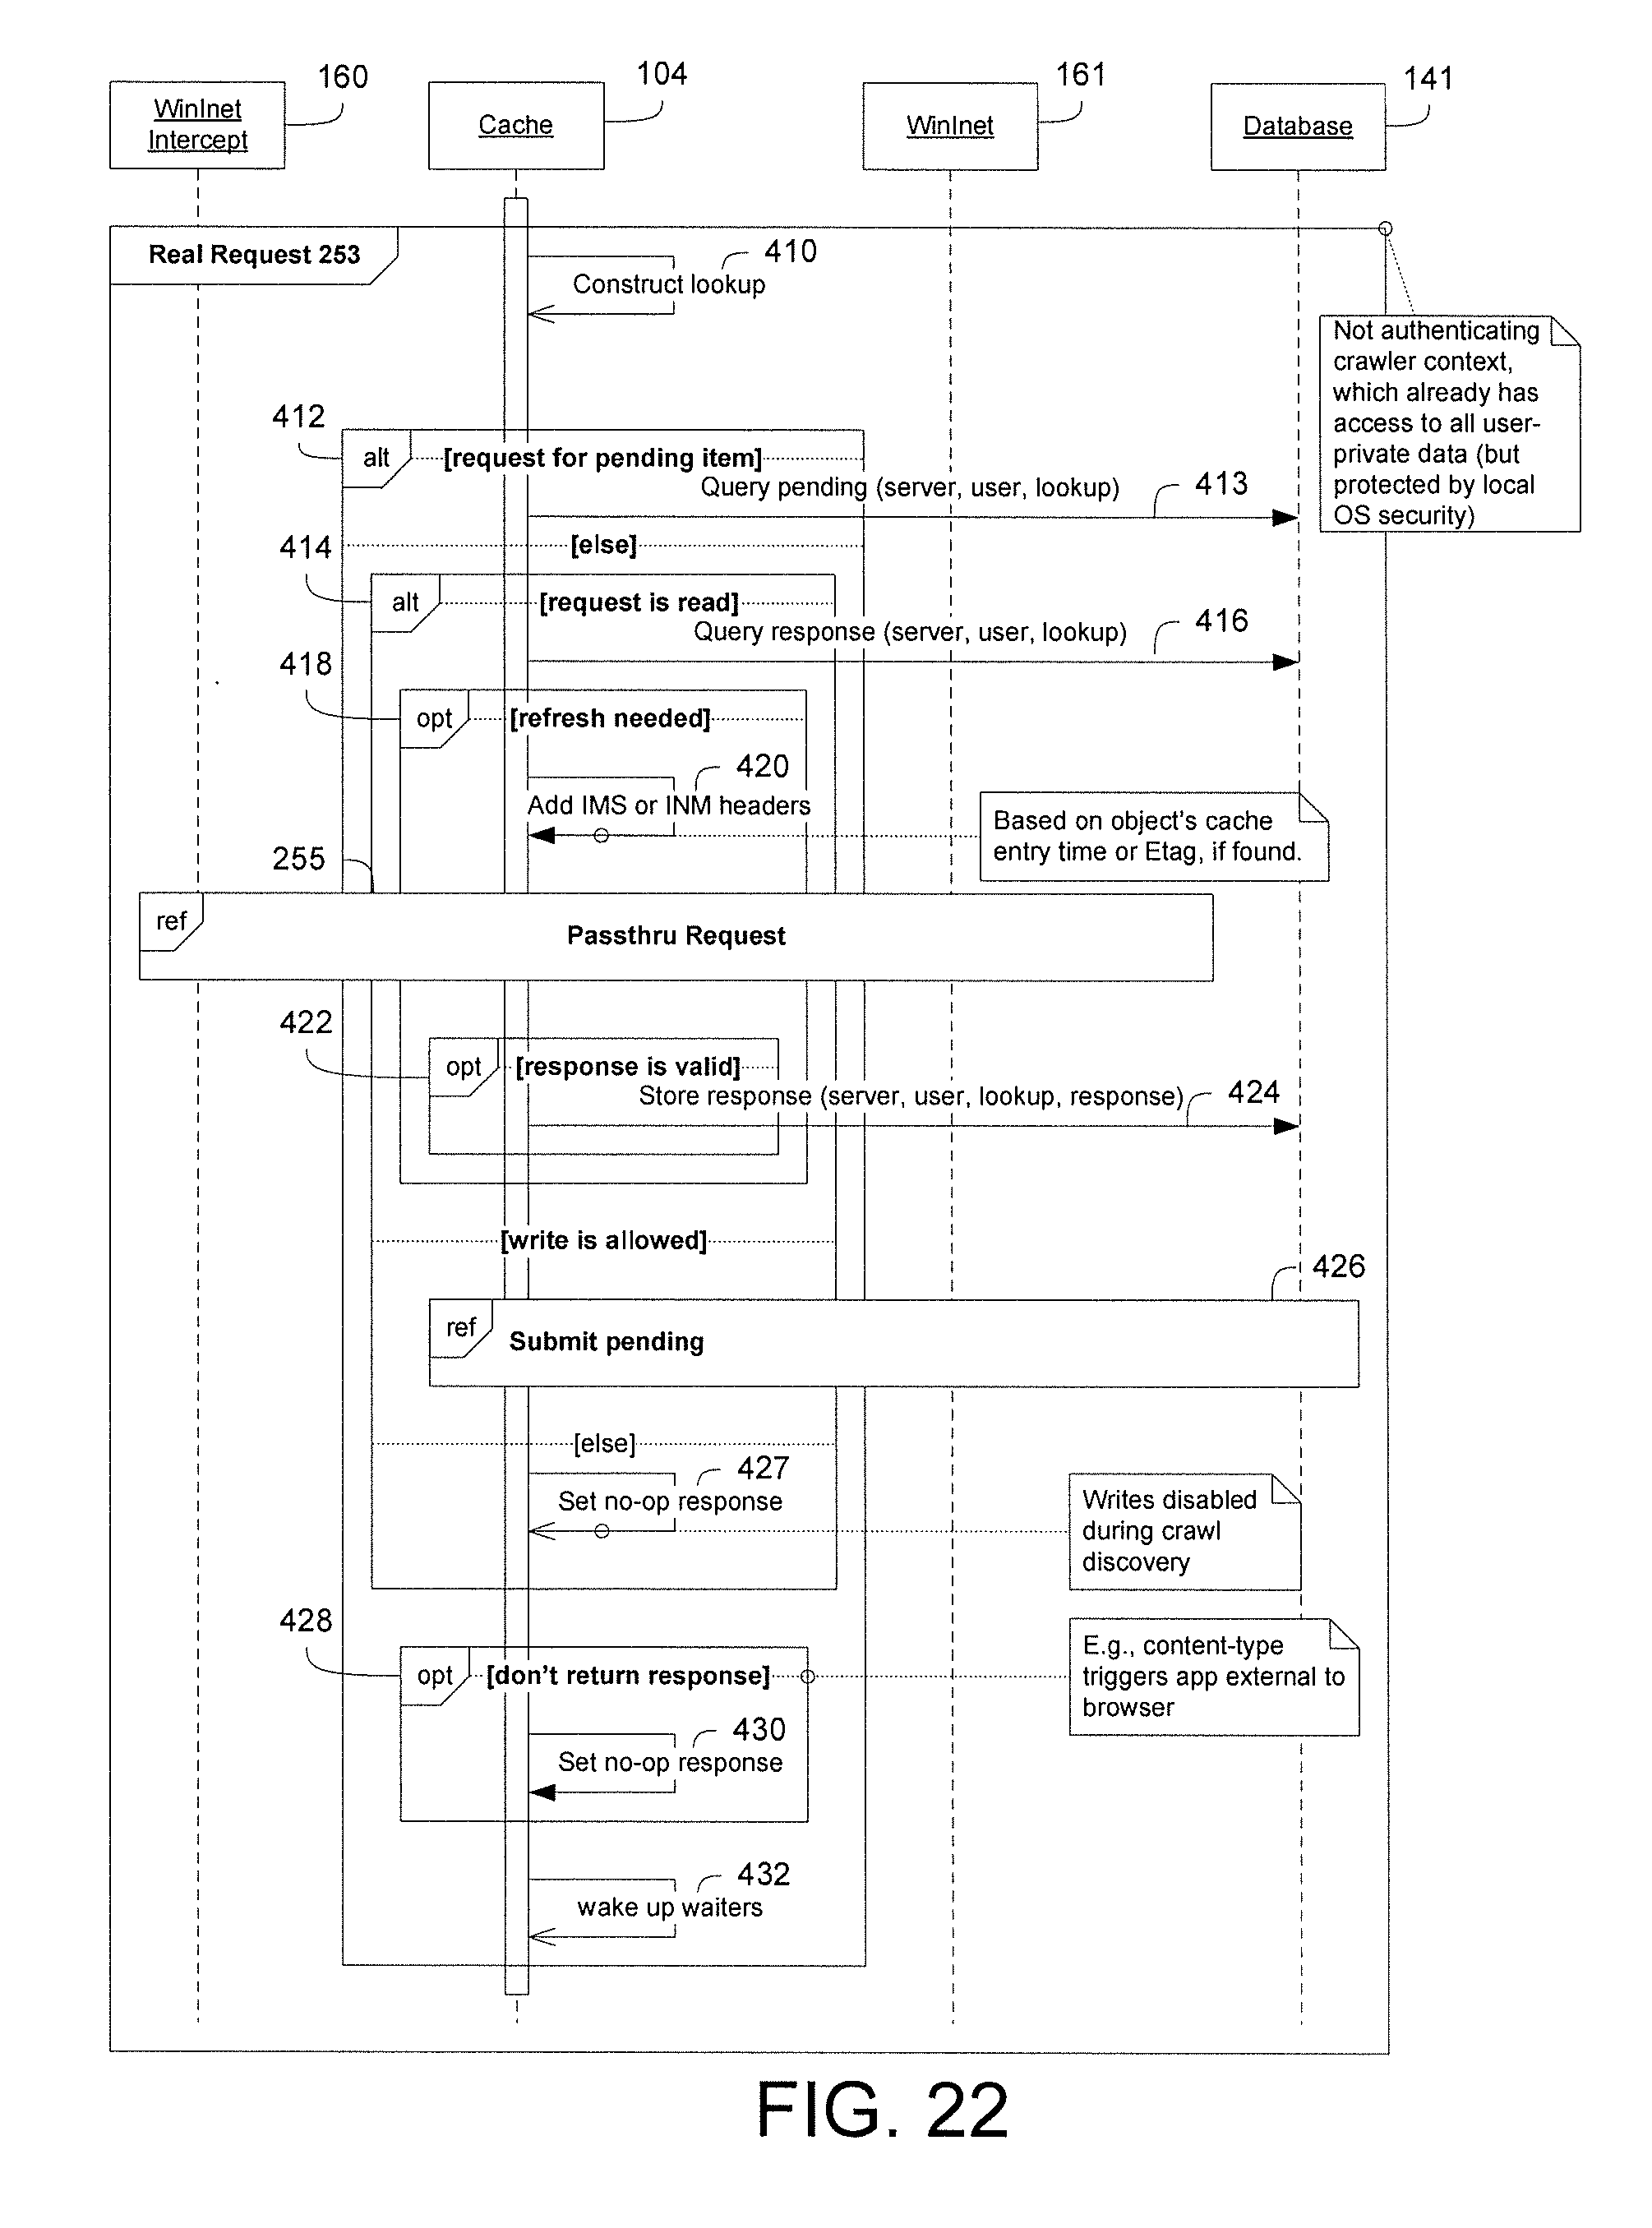 160
104
161
141
WinInet
Intercept
Cache
WinInet
Database
Real Request 253
410
Construct lookup
Not authenticating
crawler context,
which already has
access to all user-
private data (but
protected by local
OS security)
412
alt
[request for pending item]
Query pending (server, user, lookup)
413
[else]
414
alt
[request is read]
Query response (server, user, lookup)
416
418
opt
[refresh needed]
420
Add IMS or INM headers
Based on object's cache
entry time or Etag, if found.
255
ref
Passthru Request
422
opt
[response is valid]
Store response (server, user, lookup, response)
424
[write is allowed]
426
ref
Submit pending
[else]
427
Set no-op response
Writes disabled
during crawl
discovery
428
opt
[don't return response]
E.g., content-type
triggers app external to
browser
430
Set no-op response
432
wake up waiters
FIG. 22